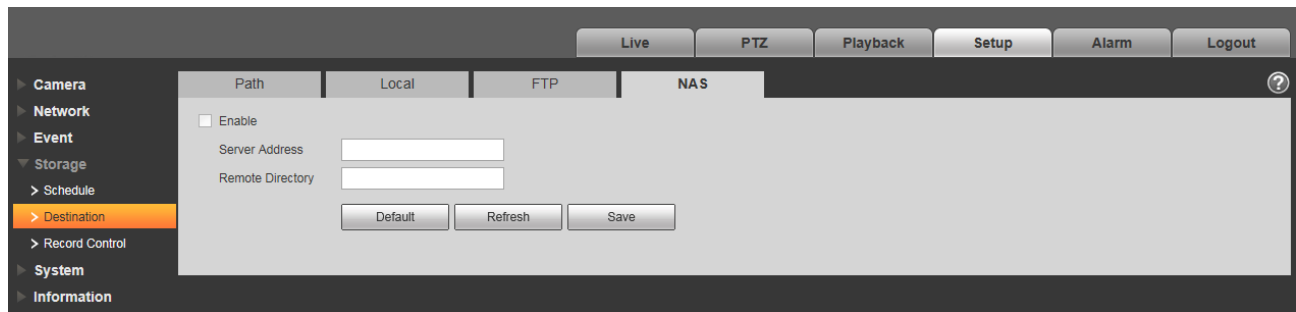 Live PTZ Playback Setup Alarm Logout
Camera
Network
Event
Storage
> Schedule
> Destination
> Record Control
System
Information
Path Local FTP NAS ?
Enable
Server Address
Remote Directory
Default Refresh Save